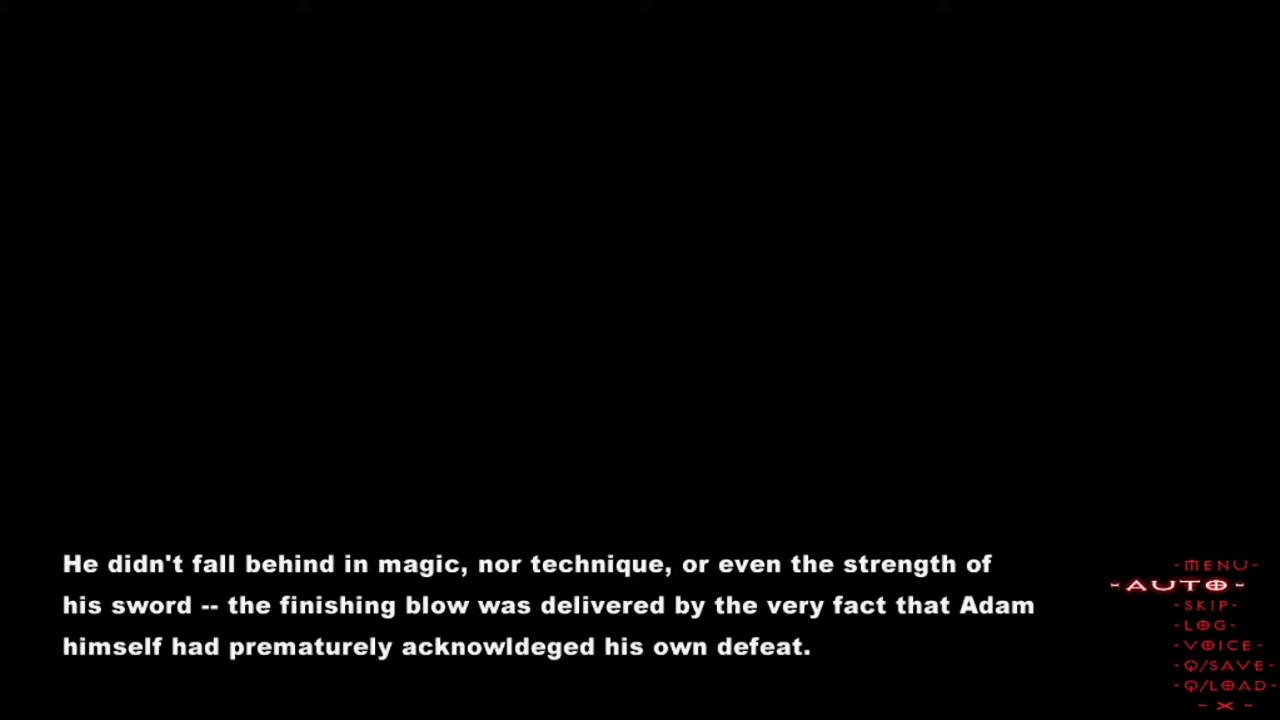 He didn't fall behind in magic, nor technique, or even the strength of
his sword -- the finishing blow was delivered by the very fact that Adam
himself had prematurely acknowldeged his own defeat.
-MENU-
-AUTO-
-SKIP-
-LOG-
-VOICE-
-Q/SAVE-
-Q/LOAD-
-X-